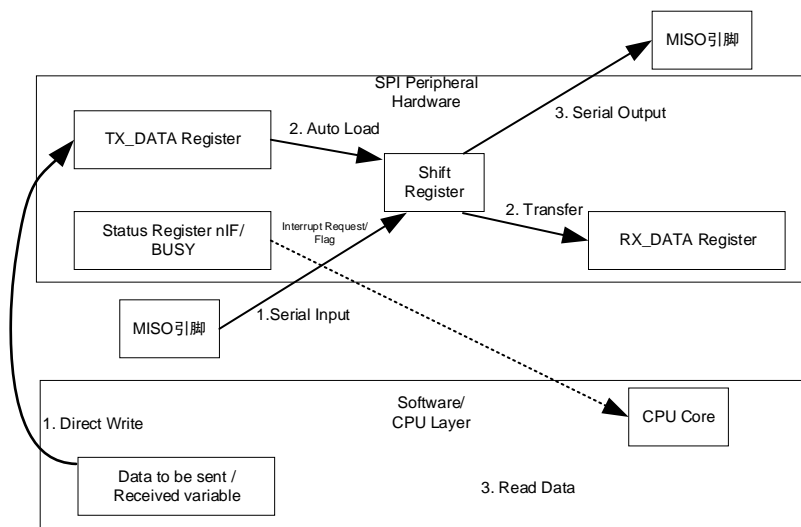 MISO引脚
SPI Peripheral
Hardware
TX_DATA Register
2. Auto Load
3. Serial Output
Shift
Register
Status Register nIF/
BUSY
Interrupt Request/
Flag
2. Transfer
RX_DATA Register
MISO引脚
1.Serial Input
Software/
CPU Layer
CPU Core
1. Direct Write
Data to be sent /
Received variable
3. Read Data